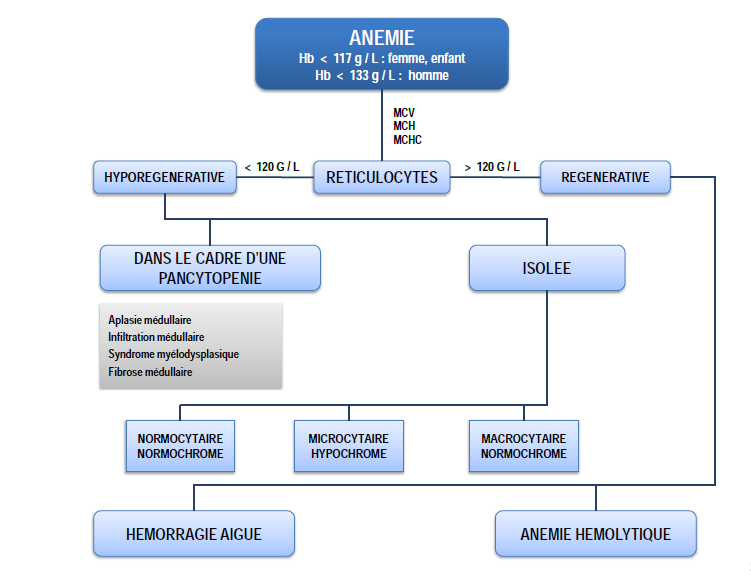 ANEMIE
Hb < 117 g / L : femme, enfant
Hb < 133 g / L : homme
MCV
MCH
MCHC
HYPOREGENERATIVE
< 120 G / L
RETICULOCYTES
> 120 G / L
REGENERATIVE
DANS LE CADRE D'UNE
PANCYTOPENIE
ISOLEE
Aplasie médullaire
Infiltration médullaire
Syndrome myélodysplasique
Fibrose médullaire
NORMOCYTAIRE
NORMOCHROME
MICROCYTAIRE
HYPOCHROME
MACROCYTAIRE
NORMOCHROME
HEMORRAGIE AIGUE
ANEMIE HEMOLYTIQUE